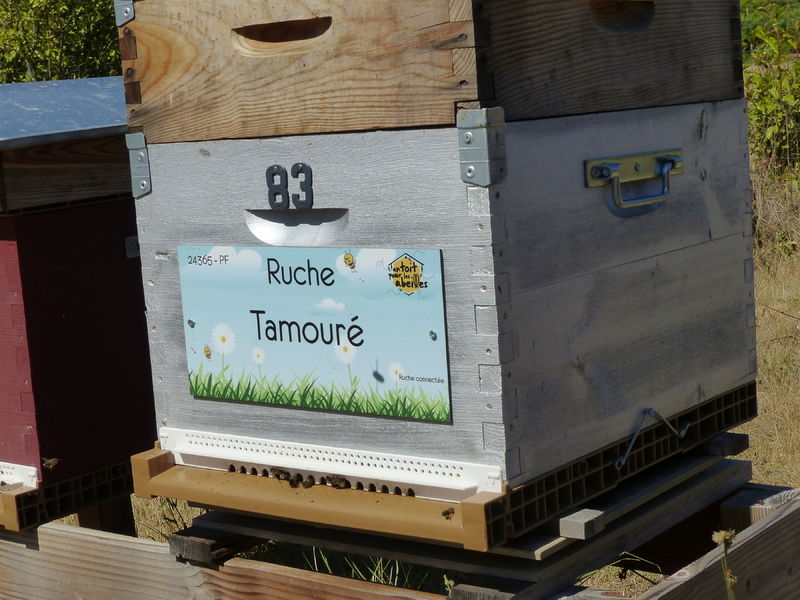 83
24365 - PF
Ruche
Un toit
pour les
abeilles
Tamouré
Ruche connectée